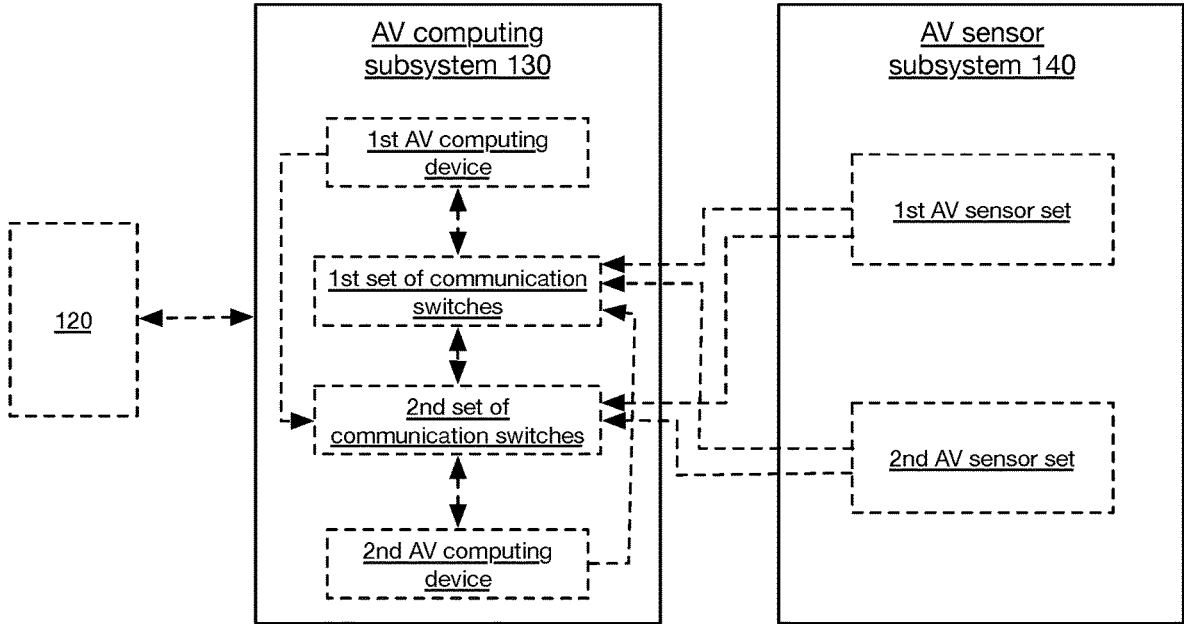 AV computing
subsystem 130
AV sensor
subsystem 140
1st AV computing
device
1st AV sensor set
1st set of communication
switches
120
2nd set of
communication switches
2nd AV sensor set
2nd AV computing
device